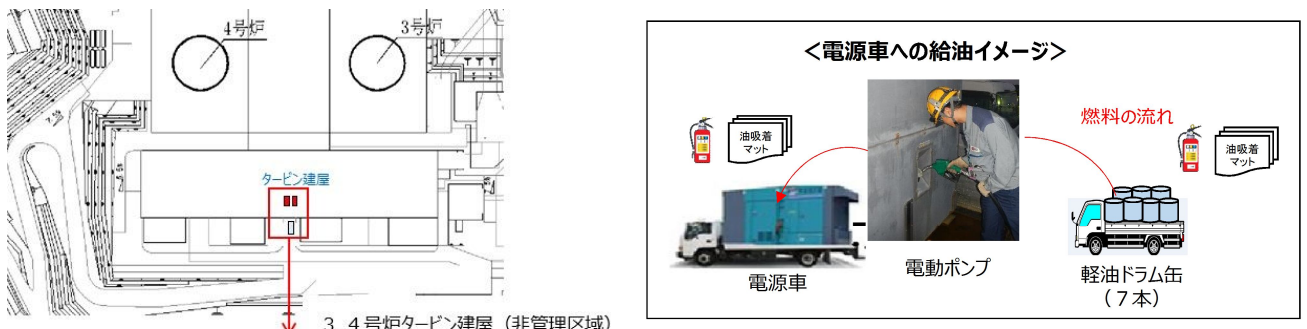 4号炉
3号炉
タービン建屋
3、4号炉タービン建屋（非管理区域）
＜電源車への給油イメージ＞
燃料の流れ
油吸着
マット
油吸着
マット
電源車
電動ポンプ
軽油ドラム缶
（７本）